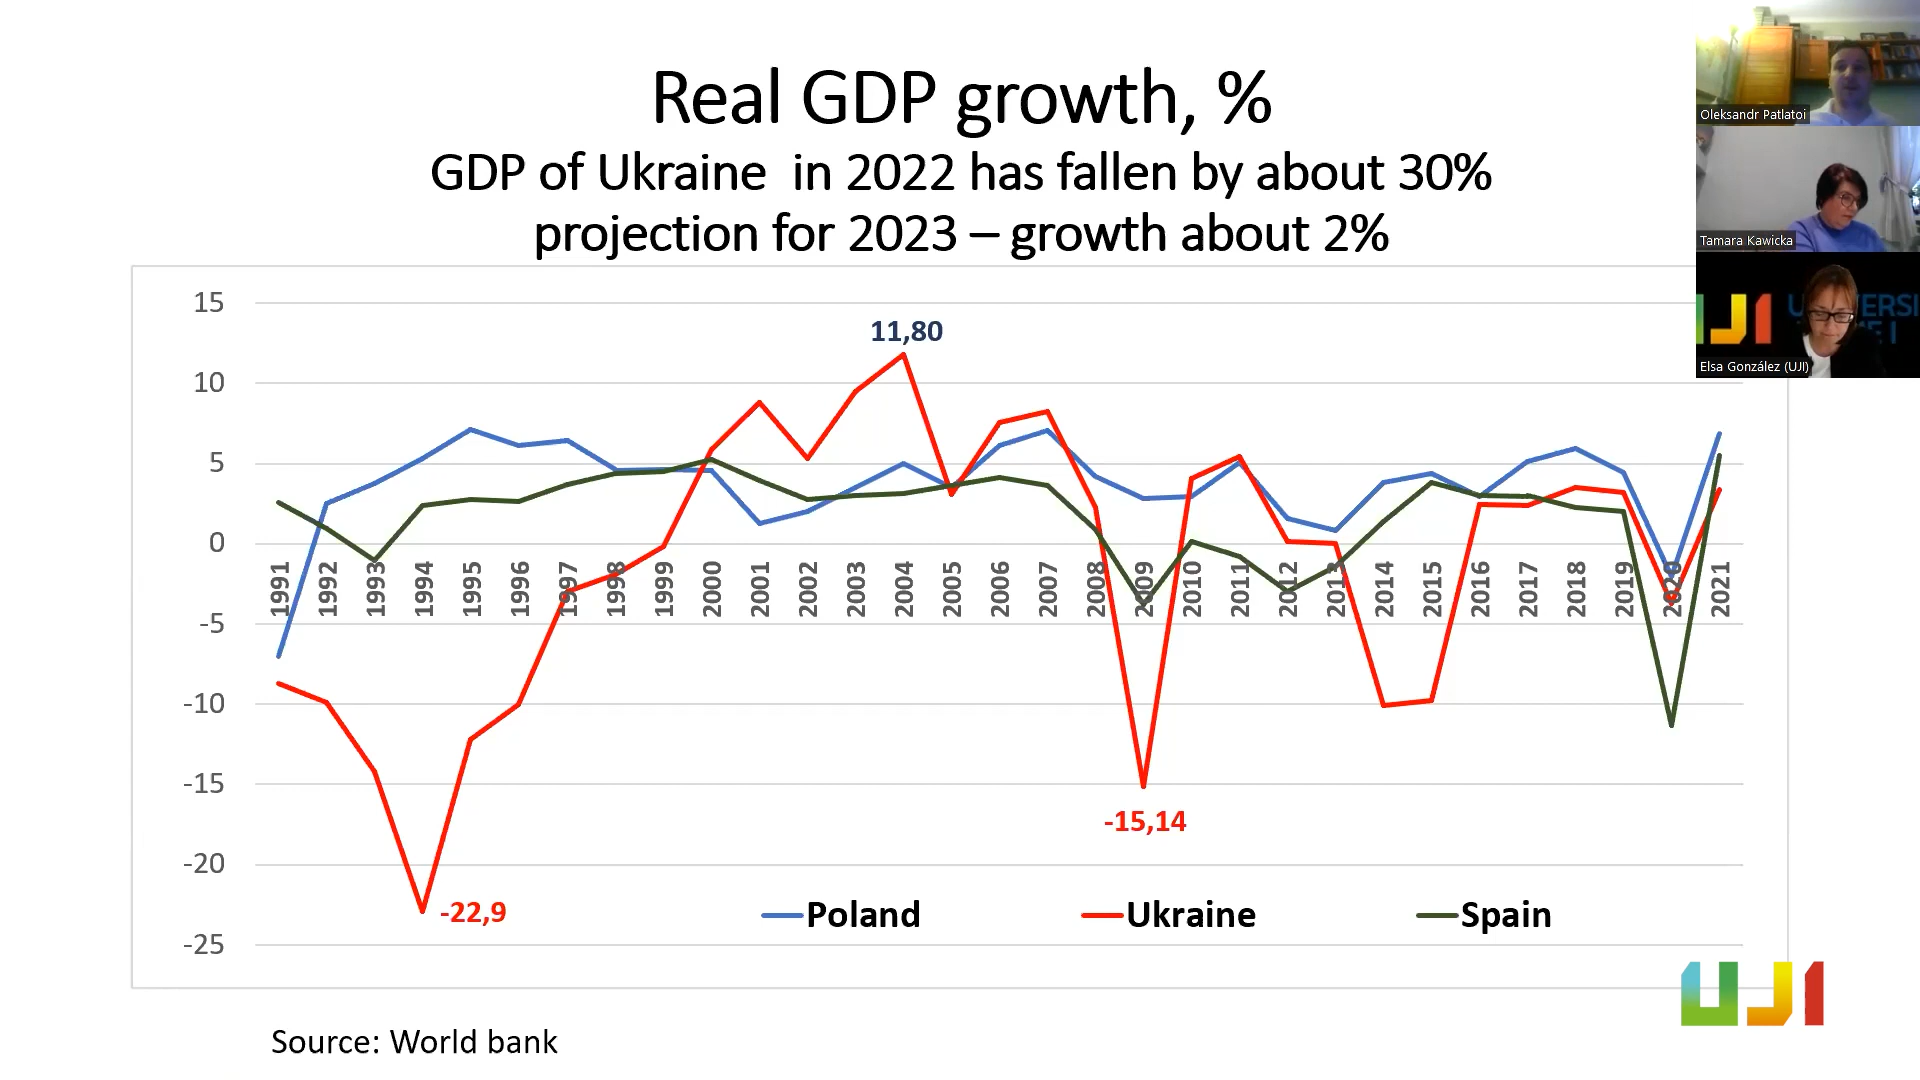 Real GDP growth, %
GDP of Ukraine in 2022 has fallen by about 30%
projection for 2023 – growth about 2%
Oleksandr Patlatoi
Tamara Kawicka
Elsa González (UJI)
15
10
5
0
-5
-10
-15
-20
-25
11,80
-15,14
-22,9
1991 1992 1993 1994 1995 1996 1997 1998 1999 2000 2001 2002 2003 2004 2005 2006 2007 2008 2009 2010 2011 2012 2013 2014 2015 2016 2017 2018 2019 2020 2021
Poland Ukraine Spain
UJI
Source: World bank